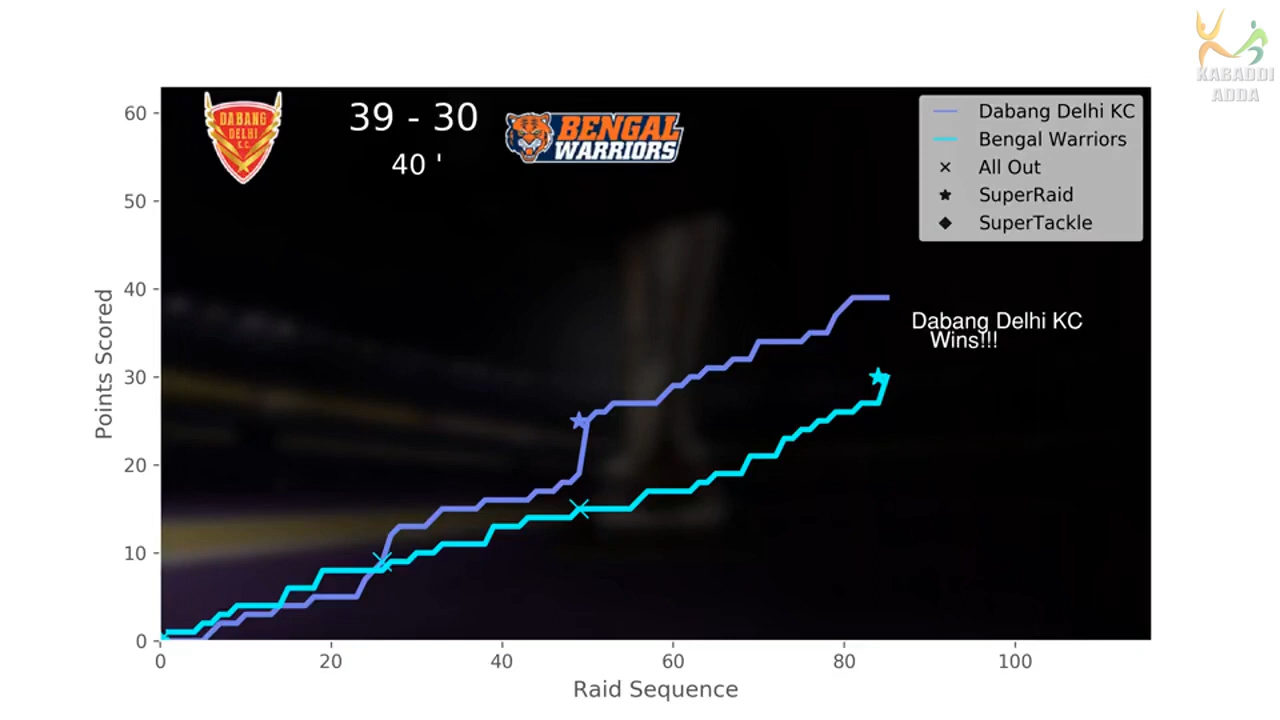 KABADDI
ADDA
DABANG
DELHI
K.C.
39 - 30
40 '
BENGAL
WARRIORS
Dabang Delhi KC
Bengal Warriors
All Out
SuperRaid
SuperTackle
60
50
40
30
20
10
0
Points Scored
Dabang Delhi KC
Wins!!!
0 20 40 60 80 100
Raid Sequence